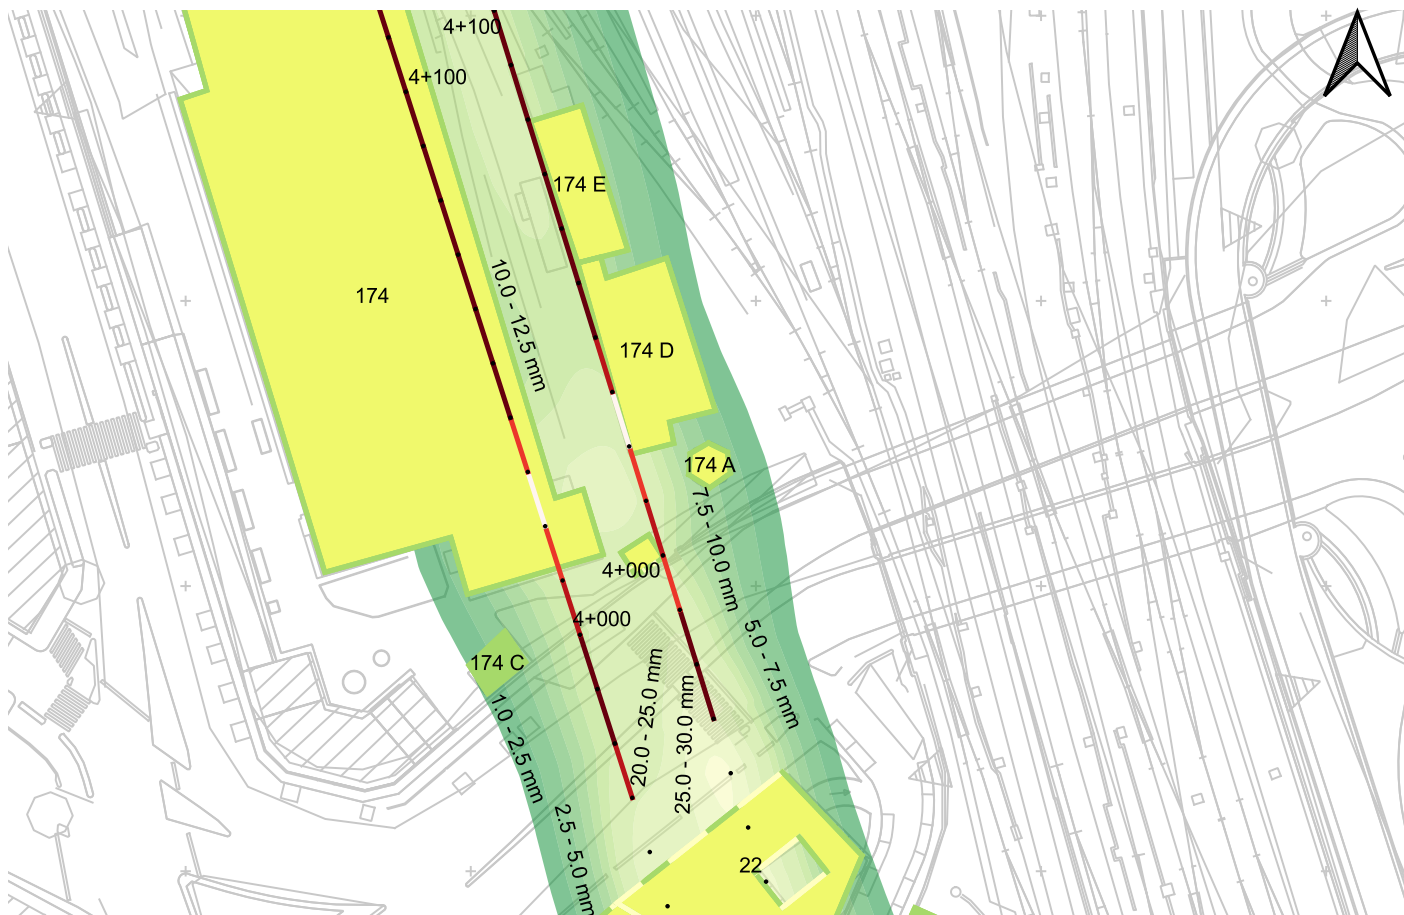 4+100
4+100
174 E
10.0 - 12.5 mm
174
174 D
174 A
7.5 - 10.0 mm
4+000
4+000
5.0 - 7.5 mm
174 C
20.0 - 25.0 mm
25.0 - 30.0 mm
1.0 - 2.5 mm
2.5 - 5.0 mm
22